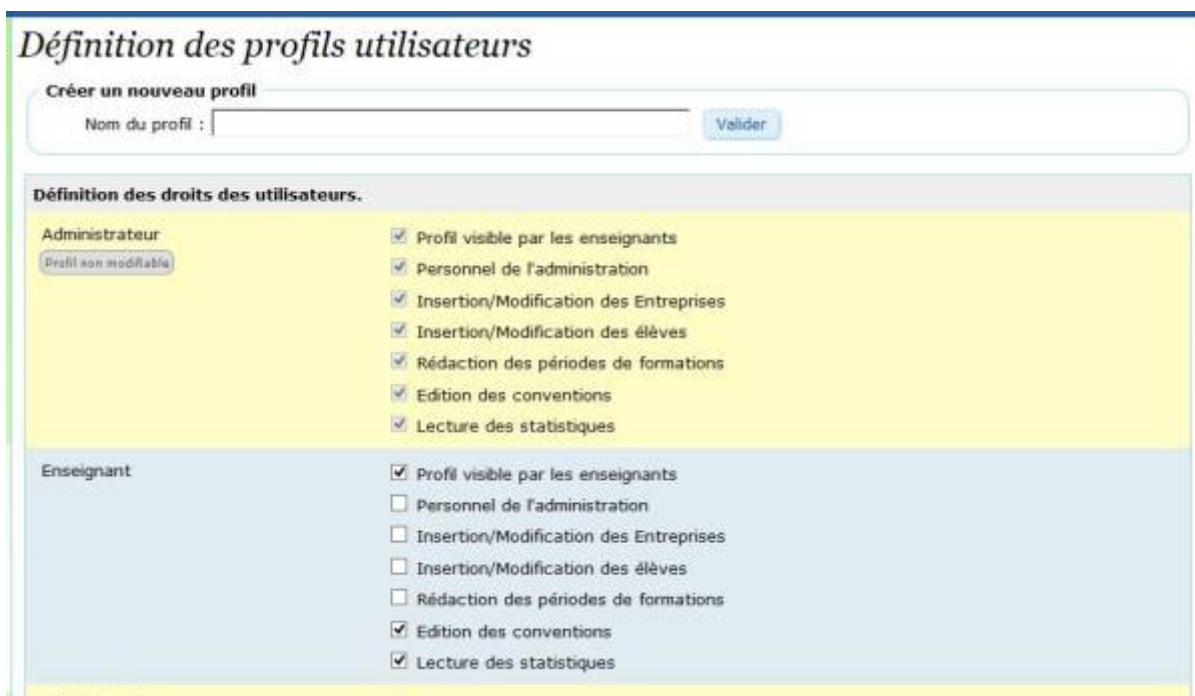 Définition des profils utilisateurs
Créer un nouveau profil
Nom du profil :
Valider
Définition des droits des utilisateurs.
Administrateur
Profil non modifiable
Profil visible par les enseignants
Personnel de l'administration
Insertion/Modification des Entreprises
Insertion/Modification des élèves
Rédaction des périodes de formations
Edition des conventions
Lecture des statistiques
Enseignant
Profil visible par les enseignants
Personnel de l'administration
Insertion/Modification des Entreprises
Insertion/Modification des élèves
Rédaction des périodes de formations
Edition des conventions
Lecture des statistiques